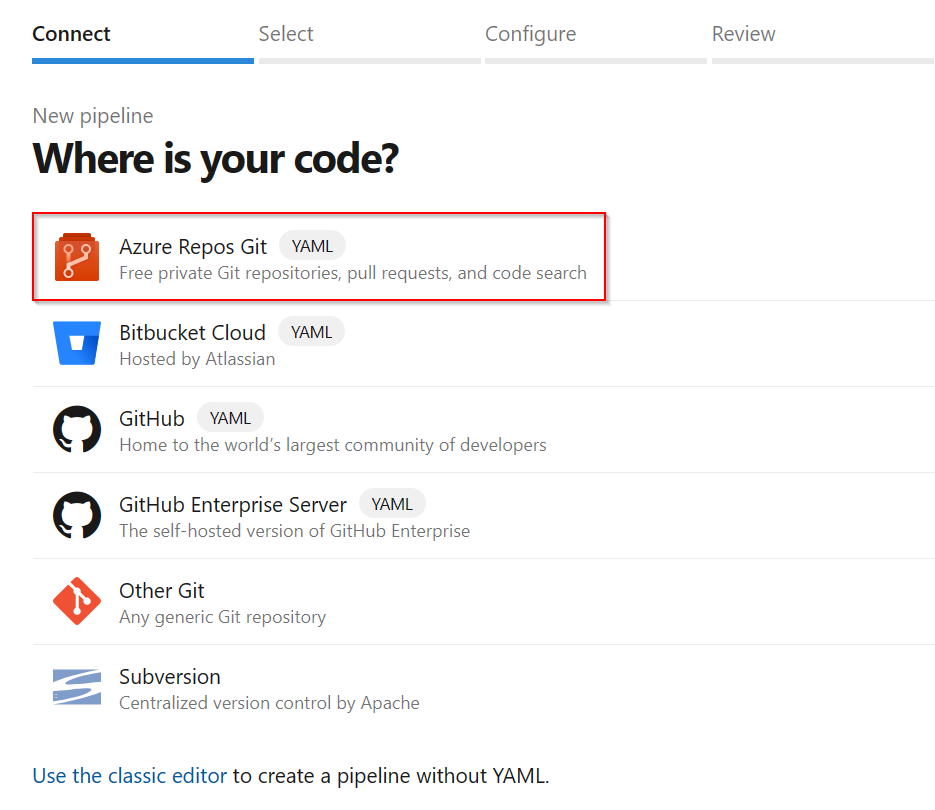 Connect Select Configure Review
New pipeline
Where is your code?
Azure Repos Git YAML
Free private Git repositories, pull requests, and code search
Bitbucket Cloud YAML
Hosted by Atlassian
GitHub YAML
Home to the world’s largest community of developers
GitHub Enterprise Server YAML
The self-hosted version of GitHub Enterprise
Other Git
Any generic Git repository
Subversion
Centralized version control by Apache
Use the classic editor to create a pipeline without YAML.